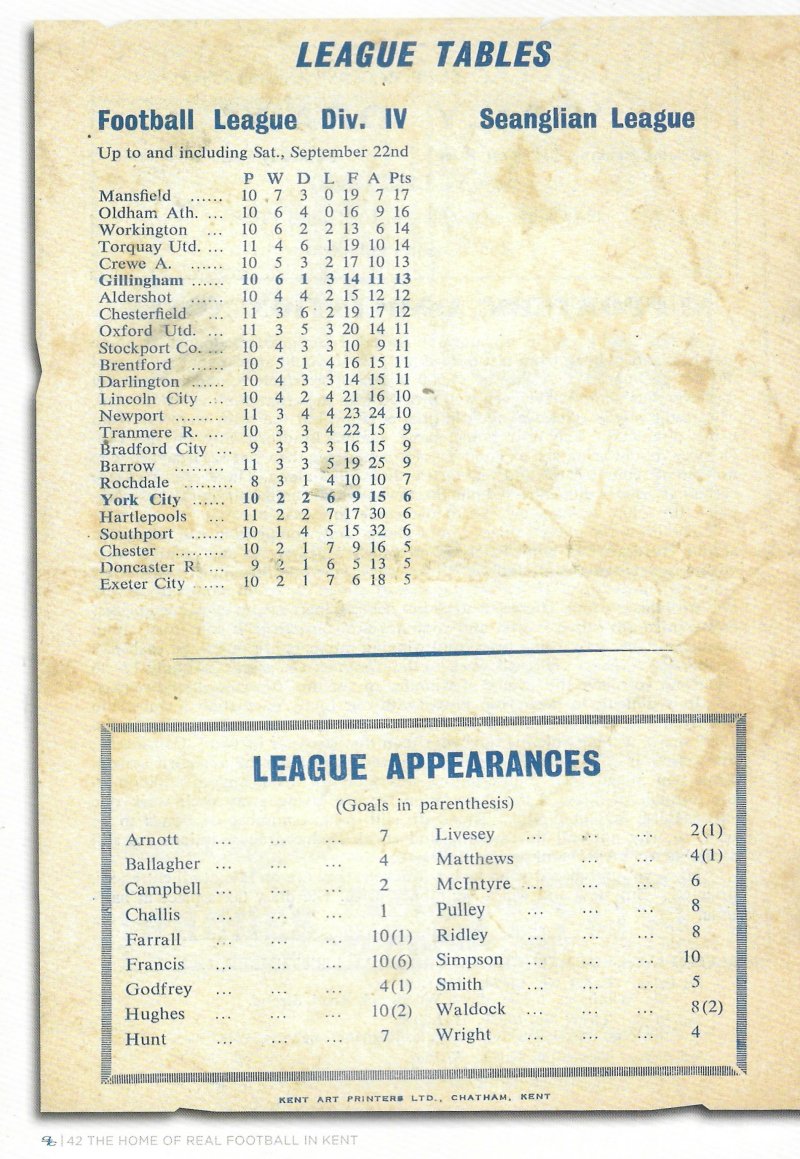 LEAGUE TABLES
Football League Div. IV
Up to and including Sat., September 22nd
P W D L F A Pts
Mansfield ...... 10 7 3 0 19 7 17
Oldham Ath. ... 10 6 4 0 16 9 16
Workington ... 10 6 2 2 13 6 14
Torquay Utd. ... 11 4 6 1 19 10 14
Crewe A. ...... 10 5 3 2 17 10 13
Gillingham ...... 10 6 1 3 14 11 13
Aldershot ...... 10 4 4 2 15 12 12
Chesterfield ... 11 3 6 2 19 17 12
Oxford Utd. ... 11 3 5 3 20 14 11
Stockport Co. ... 10 4 3 3 10 9 11
Brentford ...... 10 5 1 4 16 15 11
Darlington ...... 10 4 3 3 14 15 11
Lincoln City ... 10 4 2 4 21 16 10
Newport ......... 11 3 4 4 23 24 10
Tranmere R. ... 10 3 3 4 22 15 9
Bradford City ... 9 3 3 3 16 15 9
Barrow ......... 11 3 3 5 19 25 9
Rochdale ......... 8 3 1 4 10 10 7
York City ...... 10 2 2 6 9 15 6
Hartlepools ... 11 2 2 7 17 30 6
Southport ...... 10 1 4 5 15 32 6
Chester ......... 10 2 1 7 9 16 5
Doncaster R ... 9 2 1 6 5 13 5
Exeter City ...... 10 2 1 7 6 18 5
Seanglian League
LEAGUE APPEARANCES
(Goals in parenthesis)
Arnott ... ... ... 7
Ballagher ... ... ... 4
Campbell ... ... ... 2
Challis ... ... ... 1
Farrall ... ... ... 10(1)
Francis ... ... ... 10(6)
Godfrey ... ... ... 4(1)
Hughes ... ... ... 10(2)
Hunt ... ... ... 7
Livesey ... ... ... 2(1)
Matthews ... ... 4(1)
McIntyre ... ... ... 6
Pulley ... ... ... 8
Ridley ... ... ... 8
Simpson ... ... ... 10
Smith ... ... ... 5
Waldock ... ... ... 8(2)
Wright ... ... ... 4
KENT ART PRINTERS LTD., CHATHAM, KENT
| 42 THE HOME OF REAL FOOTBALL IN KENT